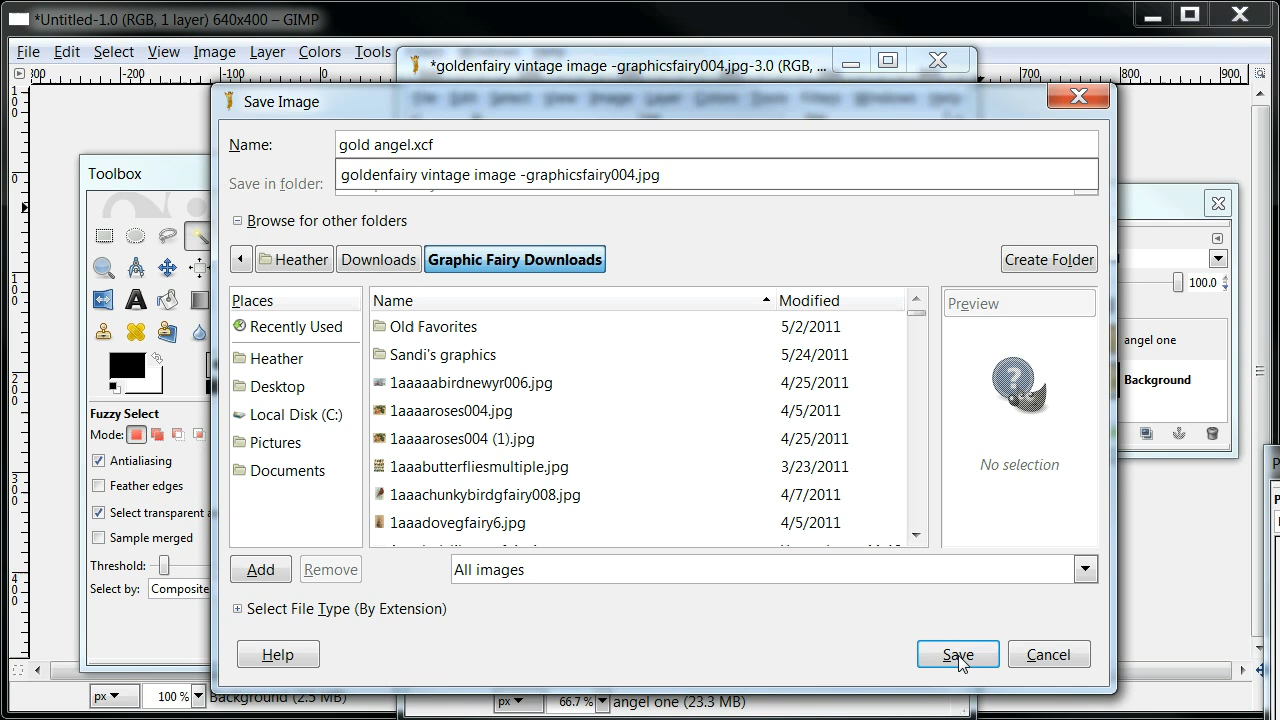 *Untitled-1.0 (RGB, 1 layer) 640x400 – GIMP
File Edit Select View Image Layer Colors Tools
*goldenfairy vintage image -graphicsfairy004.jpg-3.0 (RGB, ...
-200 -100 0 700 800 900
Save Image
Name: gold angel.xcf
goldenfairy vintage image -graphicsfairy004.jpg
Save in folder:
Toolbox
Browse for other folders
Heather Downloads Graphic Fairy Downloads Create Folder
Places Name Modified Preview
100.0
Recently Used Old Favorites 5/2/2011
Heather Sandi's graphics 5/24/2011
angel one
Desktop 1aaaaabirdnewyr006.jpg 4/25/2011
Background
Local Disk (C:) 1aaaaroses004.jpg 4/5/2011
Pictures 1aaaaroses004 (1).jpg 4/25/2011
Documents 1aaabutterfliesmultiple.jpg 3/23/2011
No selection
1aaachunkybirdgfairy008.jpg 4/7/2011
1aaadovegfairy6.jpg 4/5/2011
Fuzzy Select
Mode:
Antialiasing
Feather edges
Select transparent a
Sample merged
Threshold:
Select by: Composite
Add Remove All images
Select File Type (By Extension)
Help Save Cancel
px 100 % Background (2.5 MB)
px 66.7 % angel one (23.3 MB)